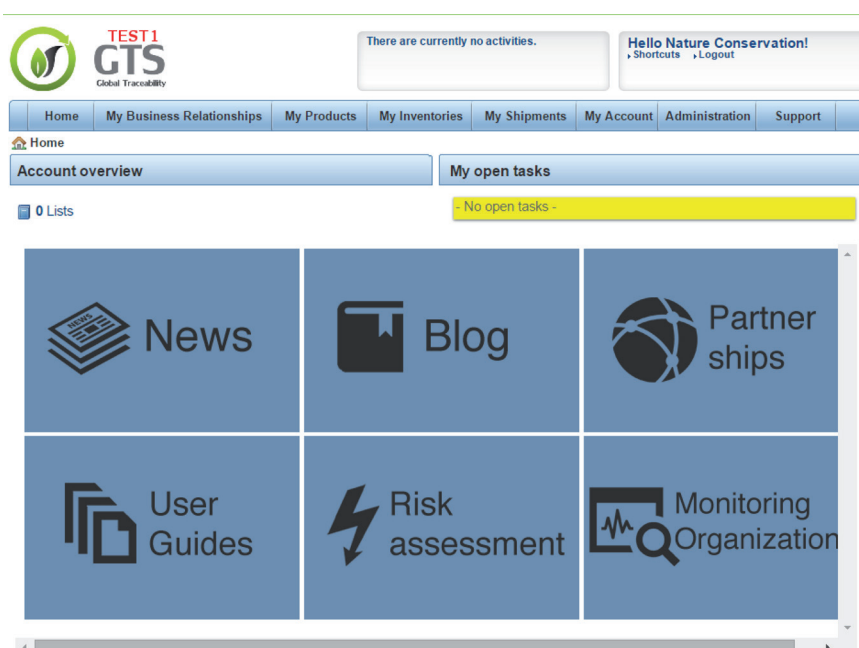 TEST1
GTS
Global Traceability
There are currently no activities.
Hello Nature Conservation!
Shortcuts Logout
Home My Business Relationships My Products My Inventories My Shipments My Account Administration Support
Home
Account overview
My open tasks
0 Lists
- No open tasks -
NEWS
News
Blog
Partner
ships
User
Guides
Risk
assessment
Monitoring
Organization